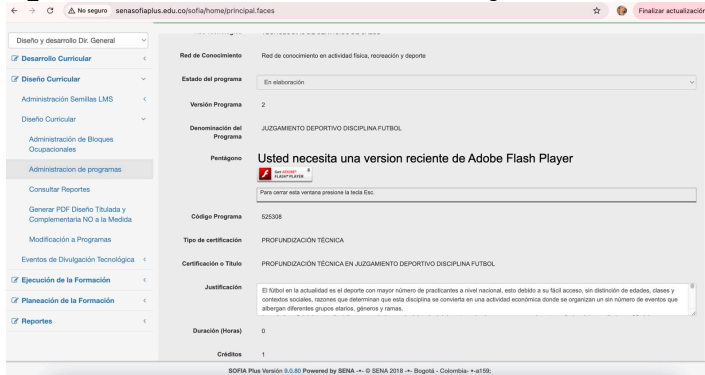 No seguro senasofiaplus.edu.co/sofia/home/principal.faces
Finalizar actualización
Diseño y desarrollo Dir. General
Desarrollo Curricular
Diseño Curricular
Administración Semillas LMS
Diseño Curricular
Administración de Bloques
Ocupacionales
Administracion de programas
Consultar Reportes
Generar PDF Diseño Titulada y
Complementaria NO a la Medida
Modificación a Programas
Eventos de Divulgación Tecnológica
Ejecución de la Formación
Planeación de la Formación
Reportes
Red de Conocimiento Red de conocimiento en actividad física, recreación y deporte
Estado del programa En elaboración
Versión Programa 2
Denominación del JUZGAMIENTO DEPORTIVO DISCIPLINA FUTBOL
Programa
Pentágono Usted necesita una version reciente de Adobe Flash Player
Get ADOBE®
FLASH® PLAYER
Para cerrar esta ventana presione la tecla Esc.
Código Programa 525308
Tipo de certificación PROFUNDIZACIÓN TÉCNICA
Certificación o Título PROFUNDIZACIÓN TÉCNICA EN JUZGAMIENTO DEPORTIVO DISCIPLINA FUTBOL
Justificación El fútbol en la actualidad es el deporte con mayor número de practicantes a nivel nacional, esto debido a su fácil acceso, sin distinción de edades, clases y
contextos sociales, razones que determinan que esta disciplina se convierta en una actividad económica donde se organizan un sin número de eventos que
albergan diferentes grupos etarios, géneros y ramas.
Duración (Horas) 0
Créditos 1
SOFIA Plus Versión 9.0.80 Powered by SENA -•- © SENA 2018 -•- Bogotá - Colombia- •-a159;